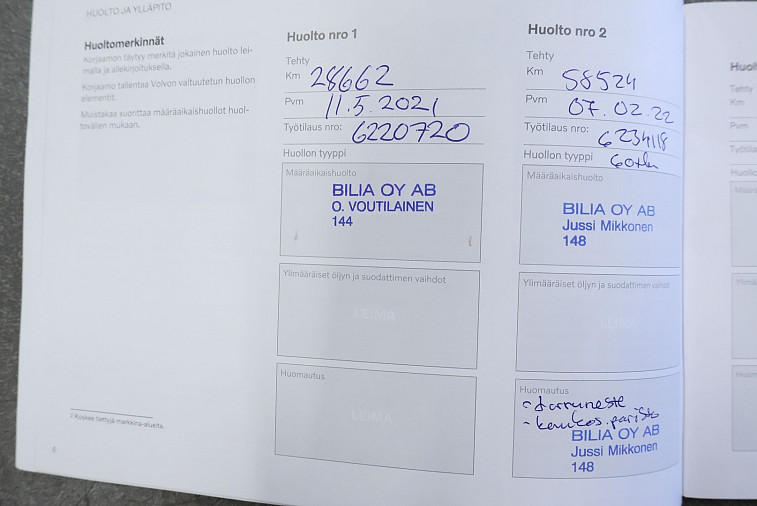 HUOLTO JA YLLÄPITO
Huoltomerkinnät
Korjaamon täytyy merkitä jokainen huolto lei-
malla ja allekirjoituksella.
Korjaamo tallentaa Volvon valtuutetun huollon
elementit.
Muistakaa suorittaa määräaikaishuollot huol-
tovälien mukaan.
2 Koskee tiettyjä markkina-alueita.
6
Huolto nro 1
Tehty
Km 28662
Pvm 11.5.2021
Työtilaus nro: 6220720
Huollon tyyppi
Määräaikaishuolto
BILIA OY AB
O. VOUTILAINEN
144
Ylimääräiset öljyn ja suodattimen vaihdot
LEIMA
Huomautus
LEIMA
Huolto nro 2
Tehty
Km 58524
Pvm 07.02.22
Työtilaus nro: 6234118
Huollon tyyppi
Määräaikaishuolto
BILIA OY AB
Jussi Mikkonen
148
Ylimääräiset öljyn ja suodattimen vaihdot
LEIMA
Huomautus
- jarruneste
- kaukos.paristo
BILIA OY AB
Jussi Mikkonen
148
Tehty
Km
Pvm